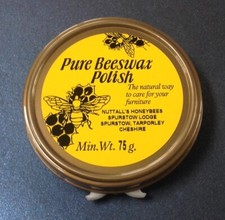 Pure Beeswax
Polish
The natural way
to care for your
furniture
NUTTALL'S HONEYBEES
SPURSTOW LODGE
SPURSTOW, TARPORLEY
CHESHIRE
Min. Wt. 75 g.